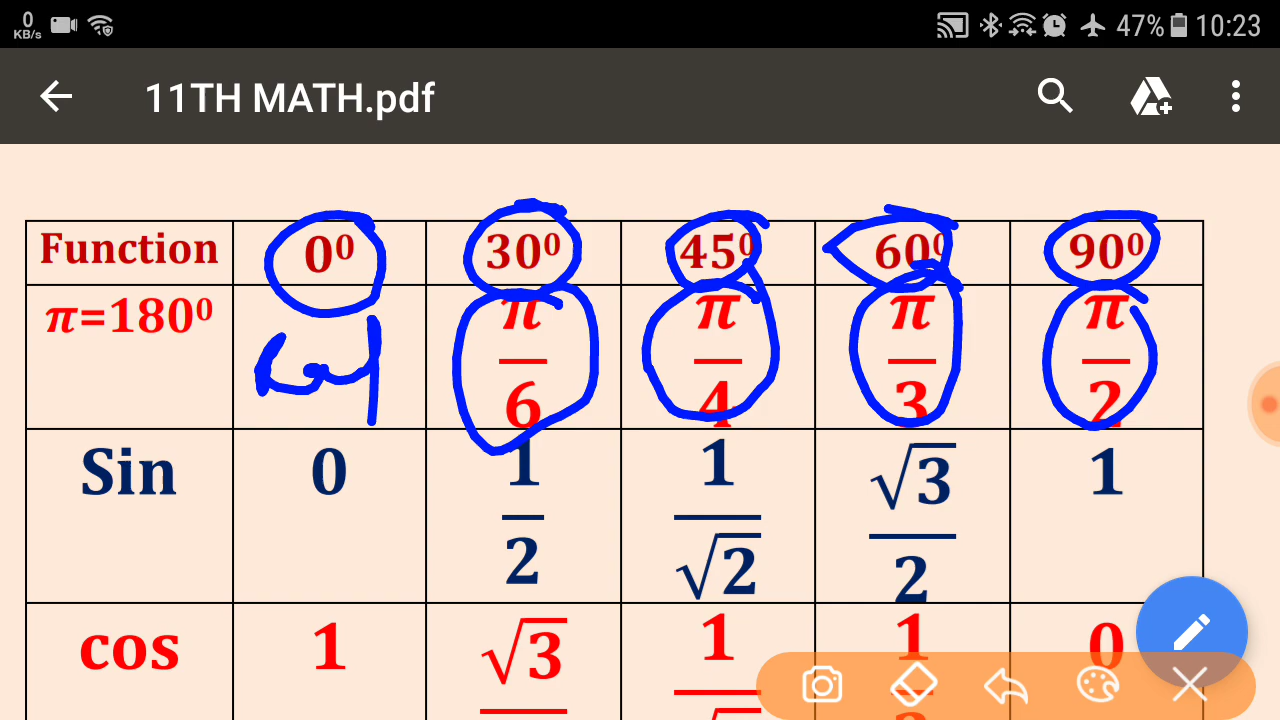 0 KB/s 47% 10:23
11TH MATH.pdf
Function 0⁰ 30⁰ 45⁰ 60⁰ 90⁰
π=180⁰ π/6 π/4 π/3 π/2
Sin 0 1/2 1/√2 √3/2 1
cos 1 √3 1 1 0